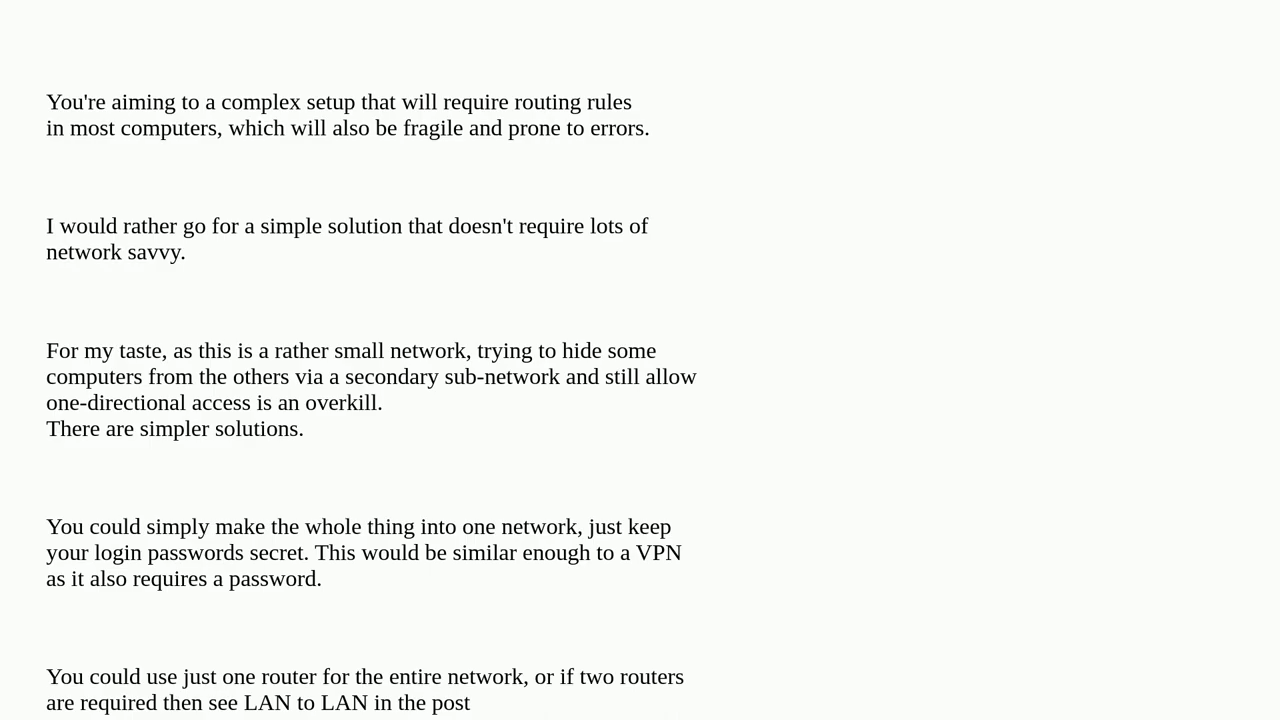 You're aiming to a complex setup that will require routing rules
in most computers, which will also be fragile and prone to errors.
I would rather go for a simple solution that doesn't require lots of
network savvy.
For my taste, as this is a rather small network, trying to hide some
computers from the others via a secondary sub-network and still allow
one-directional access is an overkill.
There are simpler solutions.
You could simply make the whole thing into one network, just keep
your login passwords secret. This would be similar enough to a VPN
as it also requires a password.
You could use just one router for the entire network, or if two routers
are required then see LAN to LAN in the post